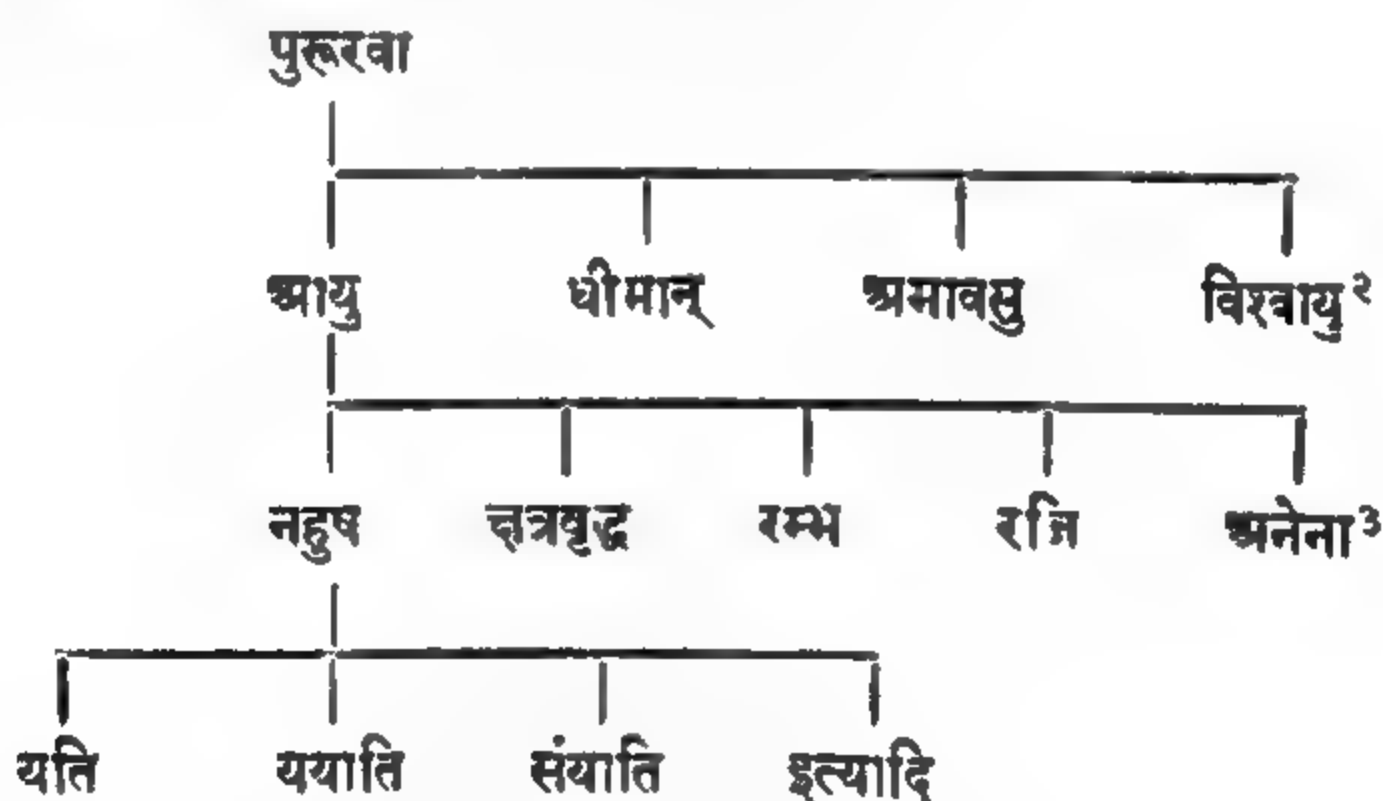 पुरूरवा
आयु धीमान् अमावसु विश्वायु²
नहुष क्षत्रवृद्ध रम्भ रजि अनेना³
यति ययाति संयाति इत्यादि